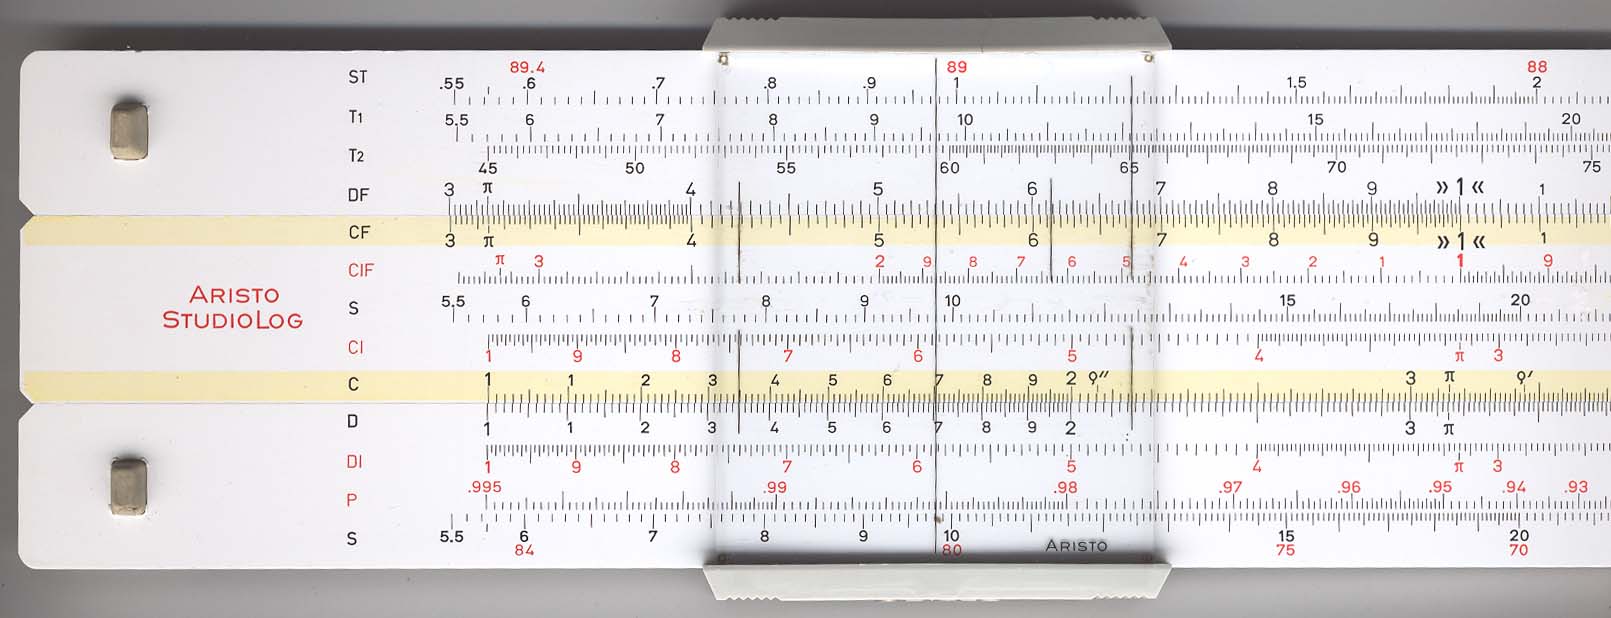 89.4 89 88
ST .55 .6 .7 .8 .9 1 1.5 2
T1 5.5 6 7 8 9 10 15 20
T2 45 50 55 60 65 70 75
DF 3 π 4 5 6 7 8 9 » 1 « 1
CF 3 π 4 5 6 7 8 9 » 1 « 1
CIF π 3 2 9 8 7 6 5 4 3 2 1 1 9
ARISTO
STUDIOLOG
S 5.5 6 7 8 9 10 15 20
CI 1 9 8 7 6 5 4 π 3
C 1 1 2 3 4 5 6 7 8 9 2 ϱ″ 3 π ϱ′
D 1 1 2 3 4 5 6 7 8 9 2 3 π
DI 1 9 8 7 6 5 4 π 3
P .995 .99 .98 .97 .96 .95 .94 .93
S 5.5 6 7 8 9 10 15 20
84 80 75 70
ARISTO